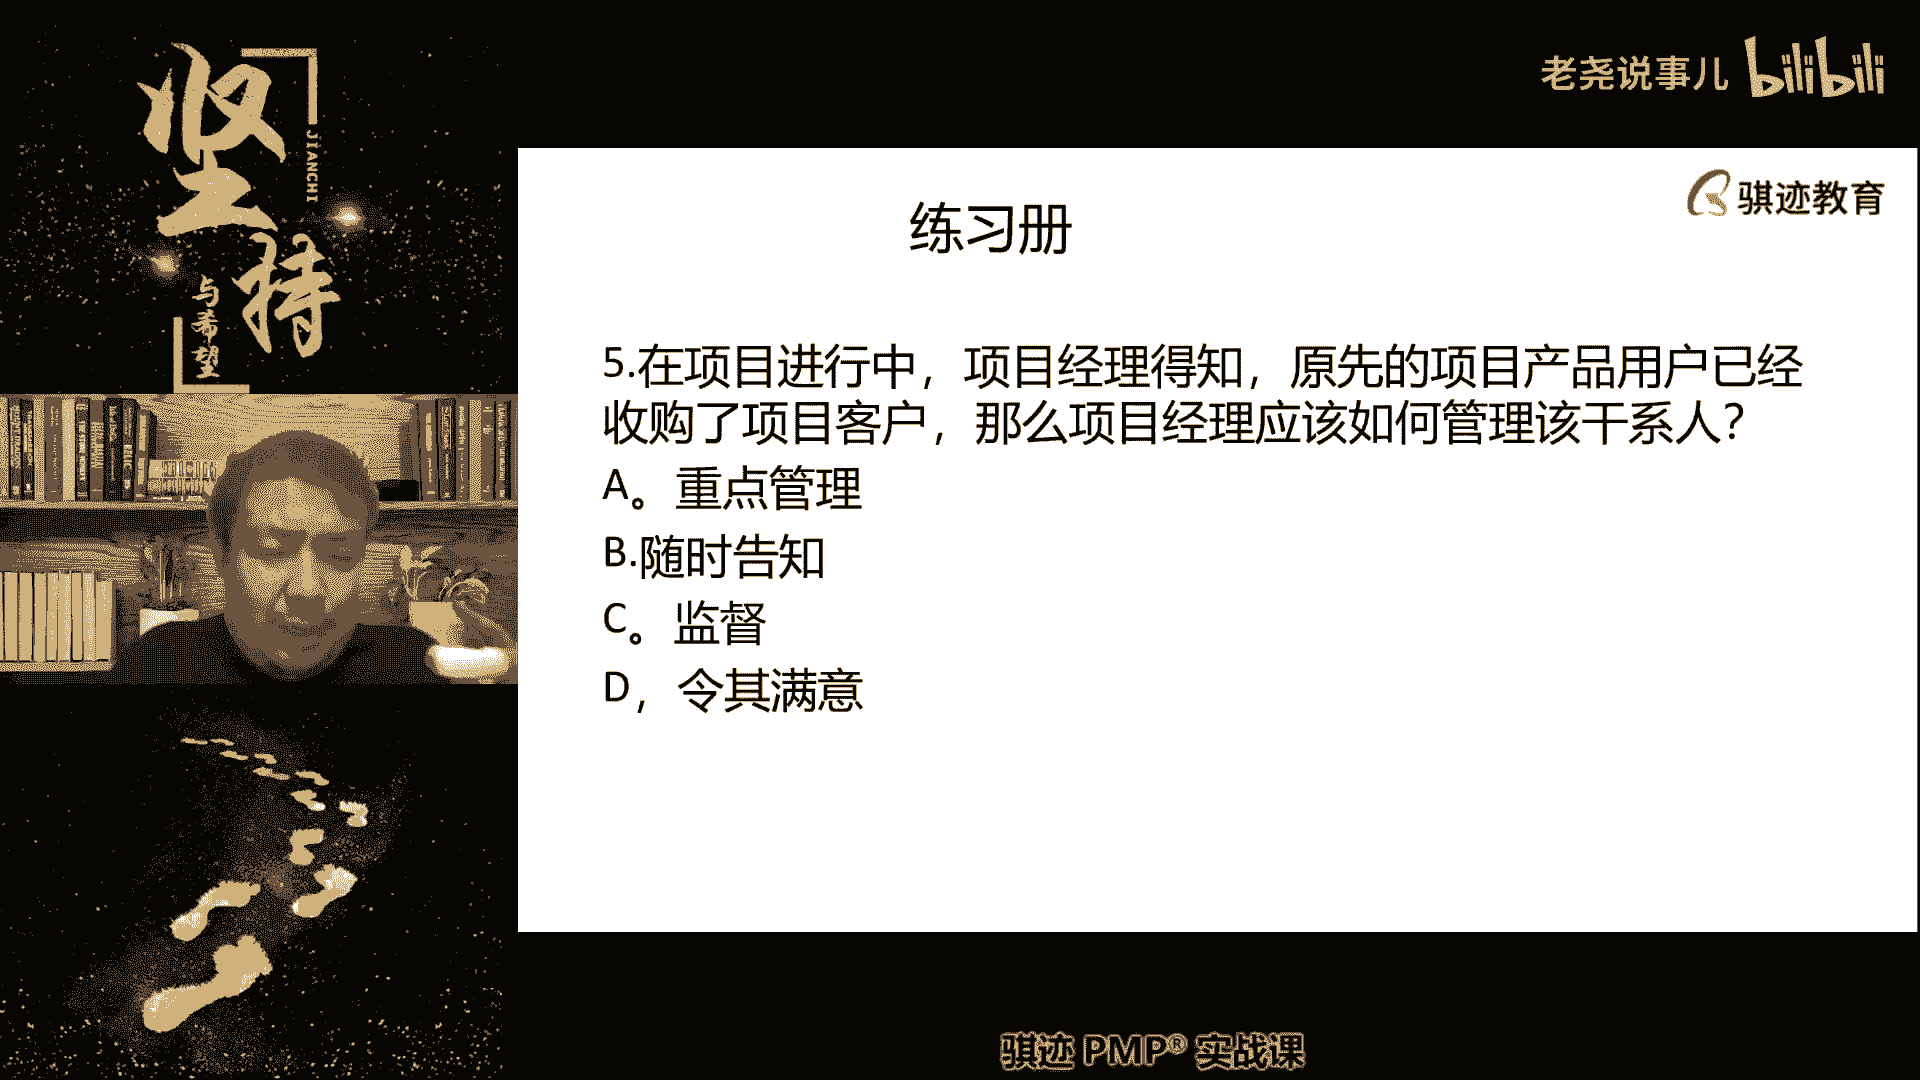 坚持
JIANCHI
与希望
老尧说事儿 bilibili
骐迹教育
练习册
5.在项目进行中，项目经理得知，原先的项目产品用户已经
收购了项目客户，那么项目经理应该如何管理该干系人？
A。重点管理
B.随时告知
C。监督
D，令其满意
骐迹 PMP® 实战课